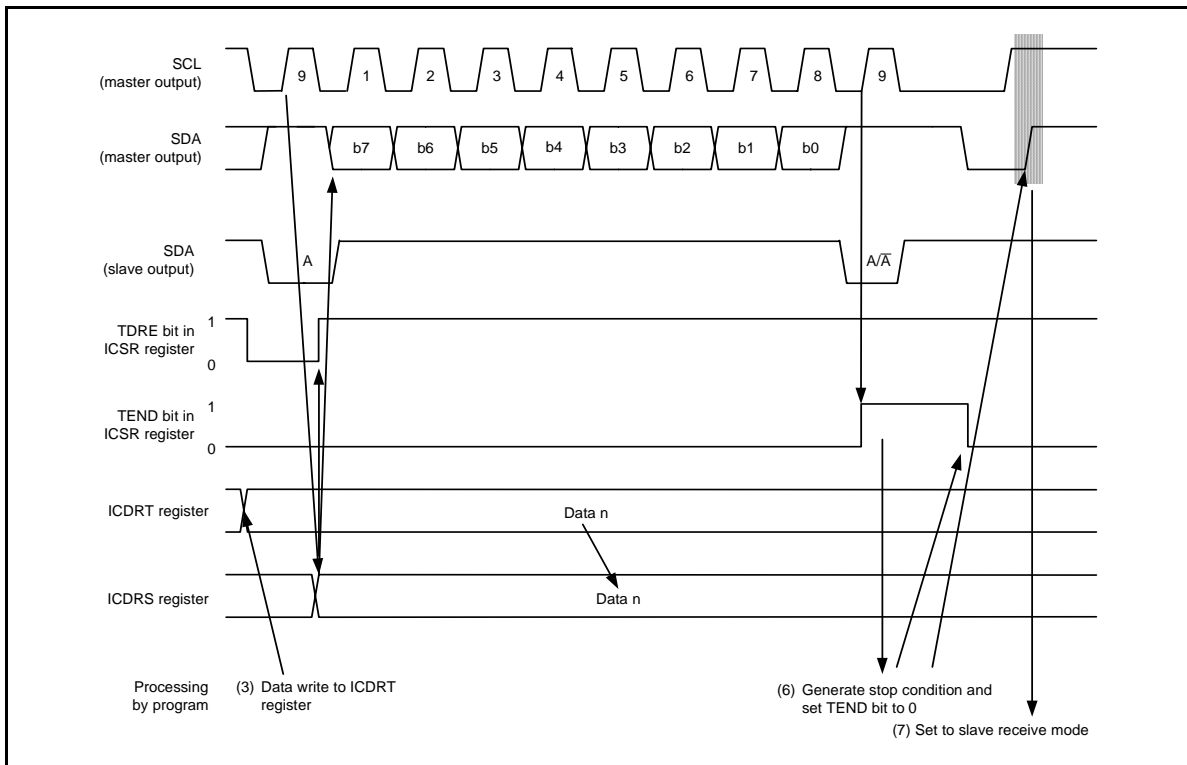 SCL
(master output)
9
1
2
3
4
5
6
7
8
9
SDA
(master output)
b7
b6
b5
b4
b3
b2
b1
b0
SDA
(slave output)
A
A/A̅
TDRE bit in
ICSR register
1
0
TEND bit in
ICSR register
1
0
ICDRT register
Data n
ICDRS register
Data n
Processing
by program
(3) Data write to ICDRT
register
(6) Generate stop condition and
set TEND bit to 0
(7) Set to slave receive mode